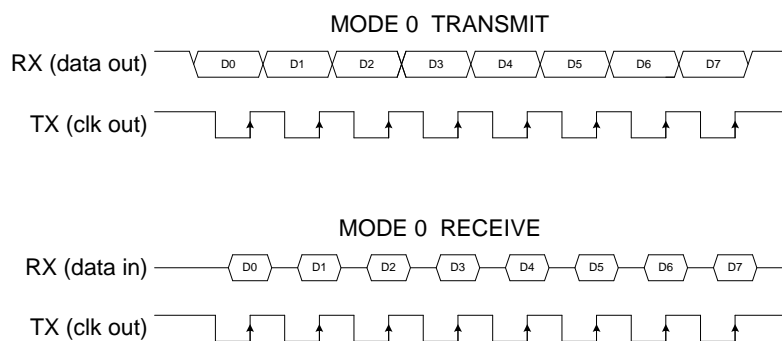 MODE 0 TRANSMIT
RX (data out) D0 D1 D2 D3 D4 D5 D6 D7
TX (clk out)
MODE 0 RECEIVE
RX (data in) D0 D1 D2 D3 D4 D5 D6 D7
TX (clk out)